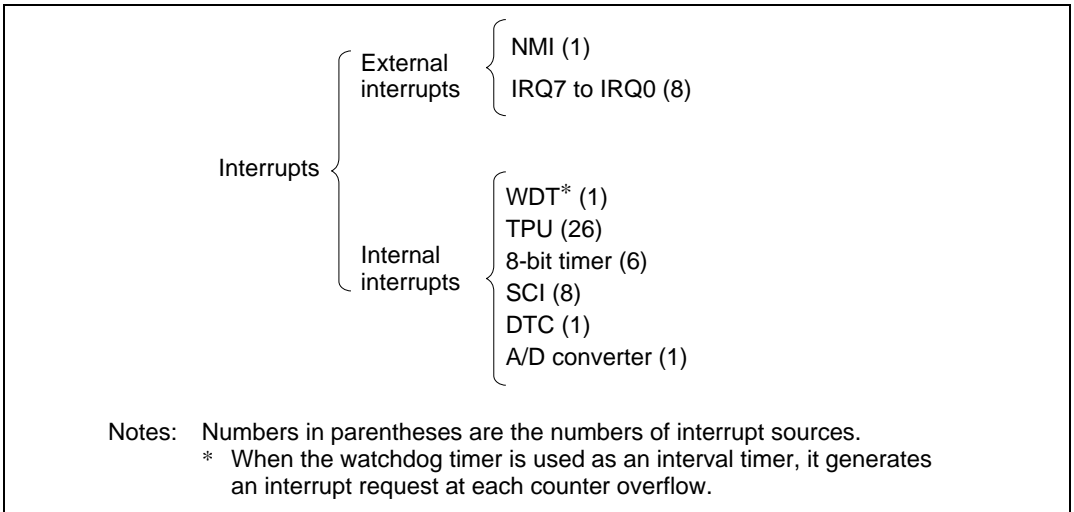 External
interrupts
NMI (1)
IRQ7 to IRQ0 (8)
Interrupts
Internal
interrupts
WDT* (1)
TPU (26)
8-bit timer (6)
SCI (8)
DTC (1)
A/D converter (1)
Notes: Numbers in parentheses are the numbers of interrupt sources.
* When the watchdog timer is used as an interval timer, it generates
an interrupt request at each counter overflow.